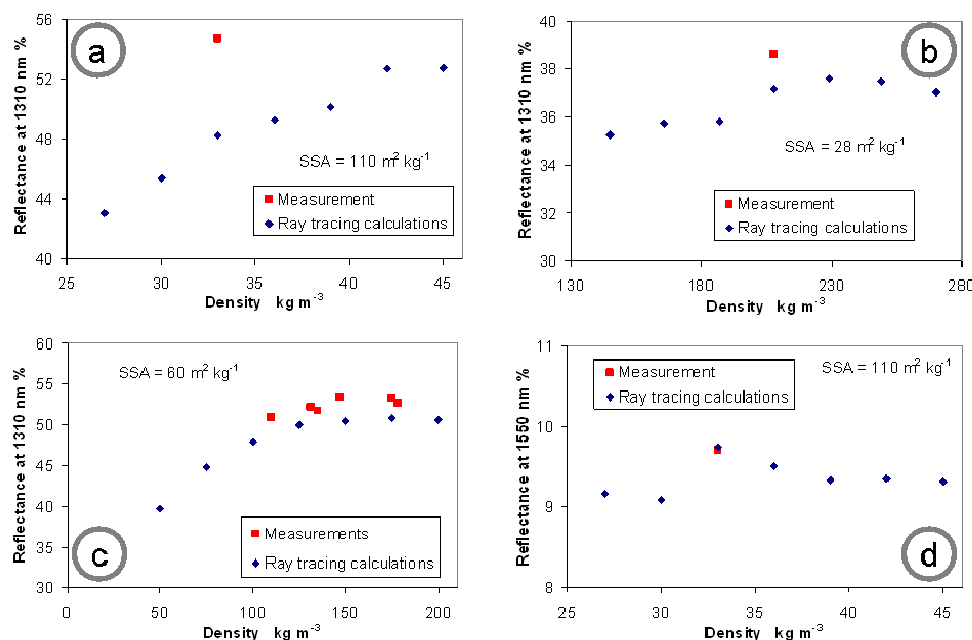 a
Reflectance at 1310 nm %
56
52
48
44
40
SSA = 110 m² kg⁻¹
Measurement
Ray tracing calculations
25
30
35
40
45
Density kg m⁻³
b
Reflectance at 1310 nm %
40
38
36
34
32
30
SSA = 28 m² kg⁻¹
Measurement
Ray tracing calculations
130
180
230
280
Density kg m⁻³
c
Reflectance at 1310 nm %
60
55
50
45
40
35
30
SSA = 60 m² kg⁻¹
Measurements
Ray tracing calculations
0
50
100
150
200
Density kg m⁻³
d
Reflectance at 1550 nm %
11
10
9
8
Measurement
Ray tracing calculations
SSA = 110 m² kg⁻¹
25
30
35
40
45
Density kg m⁻³